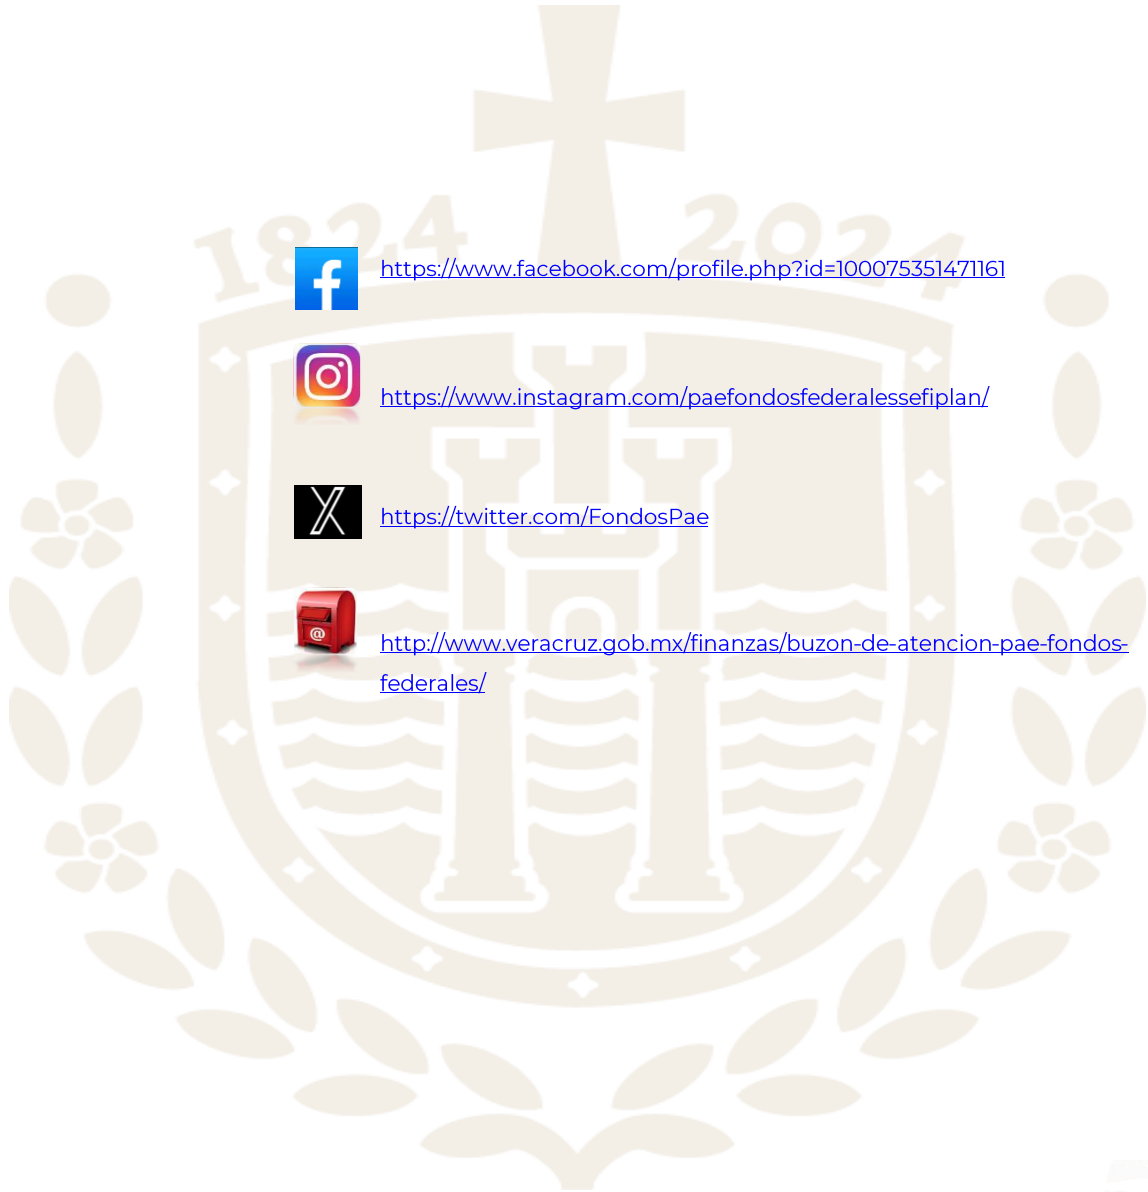 1824 2024
https://www.facebook.com/profile.php?id=100075351471161
https://www.instagram.com/paefondosfederalessefiplan/
https://twitter.com/FondosPae
@
http://www.veracruz.gob.mx/finanzas/buzon-de-atencion-pae-fondos-
federales/